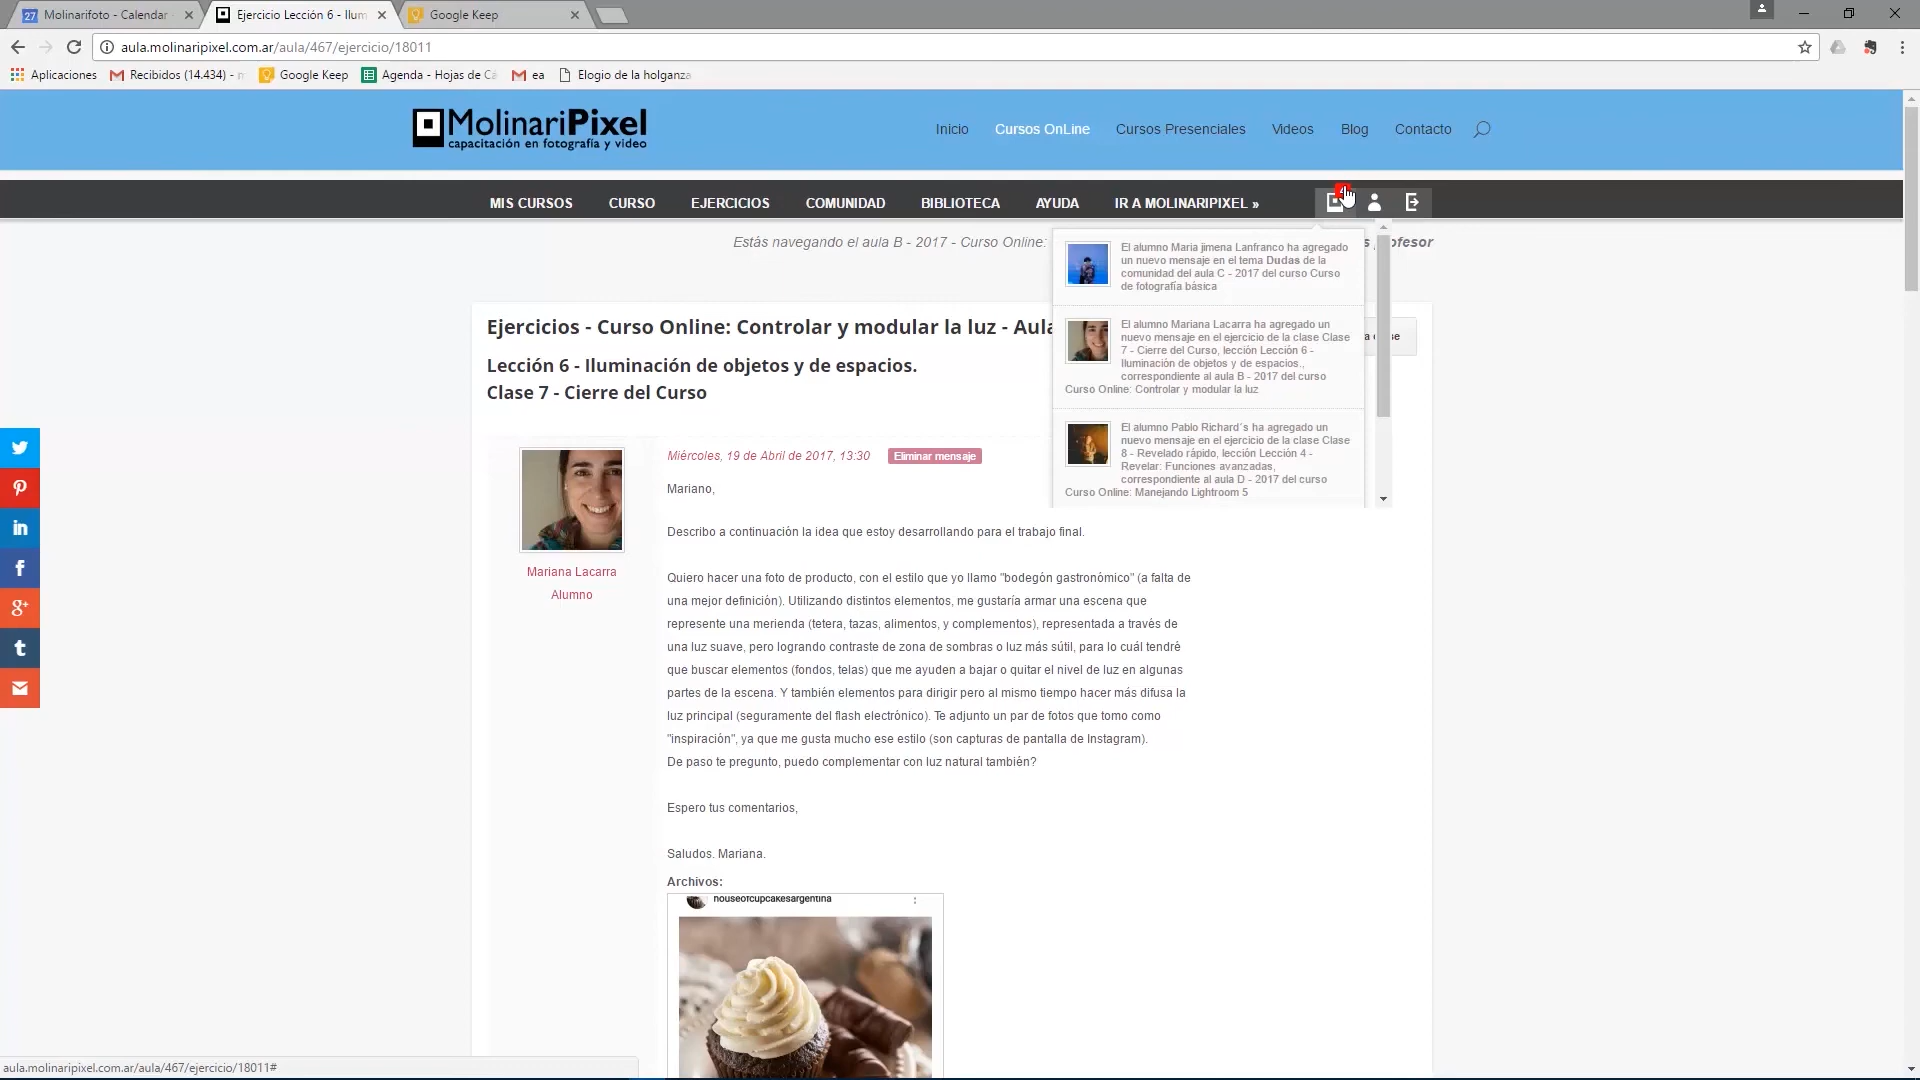 Molinarifoto - Calendar
Ejercicio Lección 6 - Ilum
Google Keep
aula.molinaripixel.com.ar/aula/467/ejercicio/18011
Aplicaciones
Recibidos (14.434) -
Google Keep
Agenda - Hojas de Cá
ea
Elogio de la holganza
MolinariPixel
capacitación en fotografía y video
Inicio
Cursos OnLine
Cursos Presenciales
Videos
Blog
Contacto
MIS CURSOS
CURSO
EJERCICIOS
COMUNIDAD
BIBLIOTECA
AYUDA
IR A MOLINARIPIXEL »
Estás navegando el aula B - 2017 - Curso Online:
El alumno Maria jimena Lanfranco ha agregado
un nuevo mensaje en el tema Dudas de la
comunidad del aula C - 2017 del curso Curso
de fotografía básica
El alumno Mariana Lacarra ha agregado un
nuevo mensaje en el ejercicio de la clase Clase
7 - Cierre del Curso, lección Lección 6 -
Iluminación de objetos y de espacios.,
correspondiente al aula B - 2017 del curso
Curso Online: Controlar y modular la luz
El alumno Pablo Richard´s ha agregado un
nuevo mensaje en el ejercicio de la clase Clase
8 - Revelado rápido, lección Lección 4 -
Revelar: Funciones avanzadas,
correspondiente al aula D - 2017 del curso
Curso Online: Manejando Lightroom 5
Ejercicios - Curso Online: Controlar y modular la luz - Aula
Lección 6 - Iluminación de objetos y de espacios.
Clase 7 - Cierre del Curso
Mariana Lacarra
Alumno
Miércoles, 19 de Abril de 2017, 13:30
Eliminar mensaje
Mariano,
Describo a continuación la idea que estoy desarrollando para el trabajo final.
Quiero hacer una foto de producto, con el estilo que yo llamo "bodegón gastronómico" (a falta de
una mejor definición). Utilizando distintos elementos, me gustaría armar una escena que
represente una merienda (tetera, tazas, alimentos, y complementos), representada a través de
una luz suave, pero logrando contraste de zona de sombras o luz más sútil, para lo cuál tendré
que buscar elementos (fondos, telas) que me ayuden a bajar o quitar el nivel de luz en algunas
partes de la escena. Y también elementos para dirigir pero al mismo tiempo hacer más difusa la
luz principal (seguramente del flash electrónico). Te adjunto un par de fotos que tomo como
"inspiración", ya que me gusta mucho ese estilo (son capturas de pantalla de Instagram).
De paso te pregunto, puedo complementar con luz natural también?
Espero tus comentarios,
Saludos. Mariana.
Archivos:
houseofcupcakesargentina
aula.molinaripixel.com.ar/aula/467/ejercicio/18011#